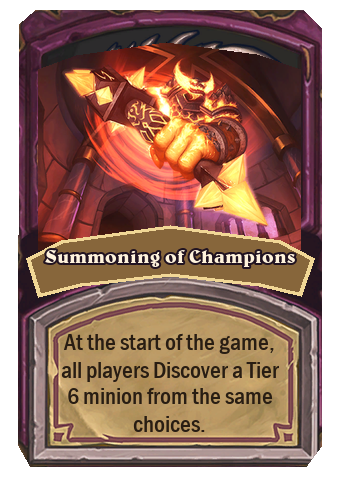 Summoning of Champions
At the start of the game,
all players Discover a Tier
6 minion from the same
choices.